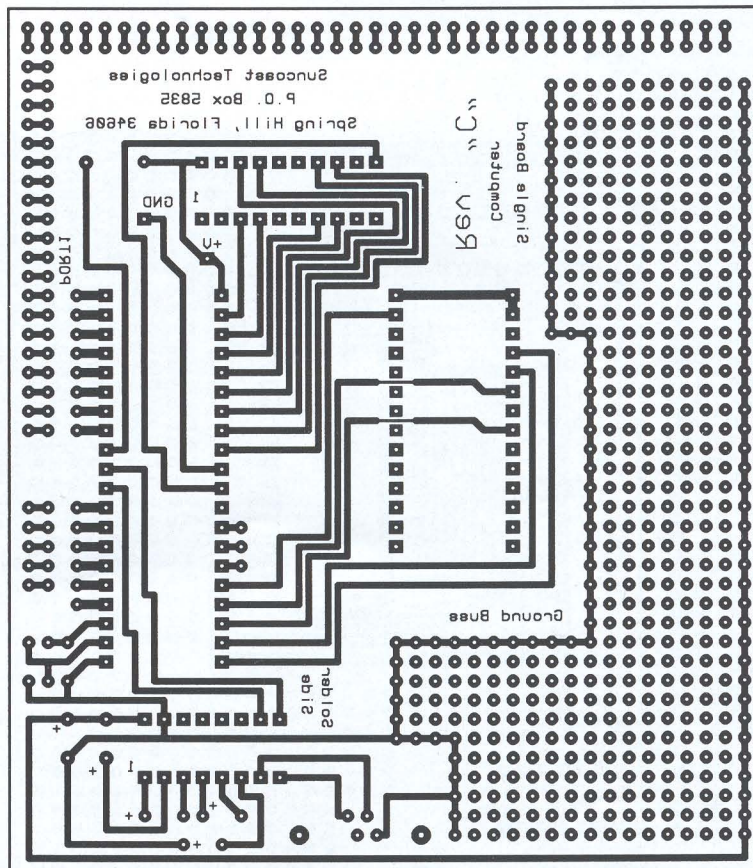 Suncoast Technologies
P.O. Box 5835
Spring Hill, Florida 34606
Rev. "C"
Single Board
Computer
GND
1
+V
PORT1
Ground Buss
Solder
Side
+
+
1
+
+
+